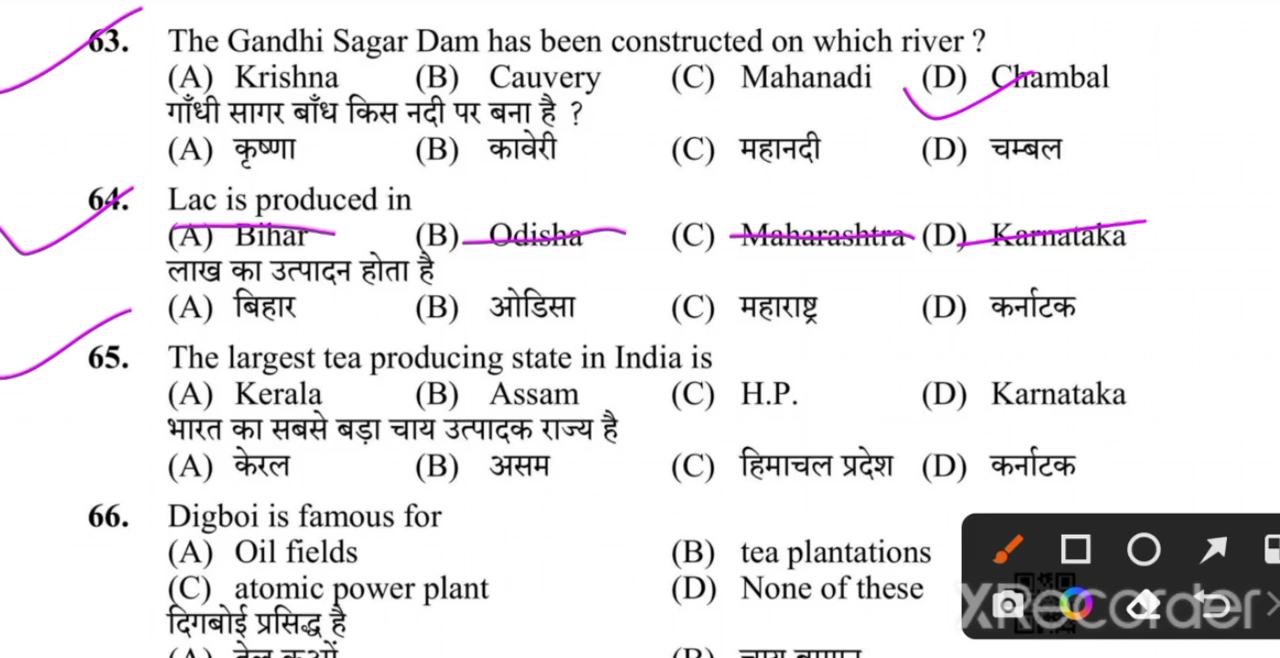 63. The Gandhi Sagar Dam has been constructed on which river ?
(A) Krishna (B) Cauvery (C) Mahanadi (D) Chambal
गाँधी सागर बाँध किस नदी पर बना है ?
(A) कृष्णा (B) कावेरी (C) महानदी (D) चम्बल
64. Lac is produced in
(A) Bihar (B) Odisha (C) Maharashtra (D) Karnataka
लाख का उत्पादन होता है
(A) बिहार (B) ओडिसा (C) महाराष्ट्र (D) कर्नाटक
65. The largest tea producing state in India is
(A) Kerala (B) Assam (C) H.P. (D) Karnataka
भारत का सबसे बड़ा चाय उत्पादक राज्य है
(A) केरल (B) असम (C) हिमाचल प्रदेश (D) कर्नाटक
66. Digboi is famous for
(A) Oil fields (B) tea plantations
(C) atomic power plant (D) None of these
XRecorder
दिगबोई प्रसिद्ध है